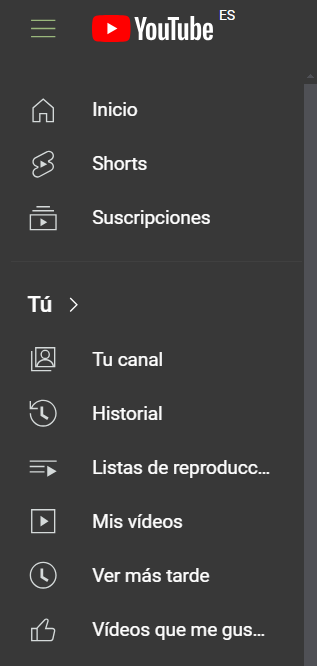 YouTube ES
Inicio
Shorts
Suscripciones
Tú
Tu canal
Historial
Listas de reproducc...
Mis vídeos
Ver más tarde
Vídeos que me gus...